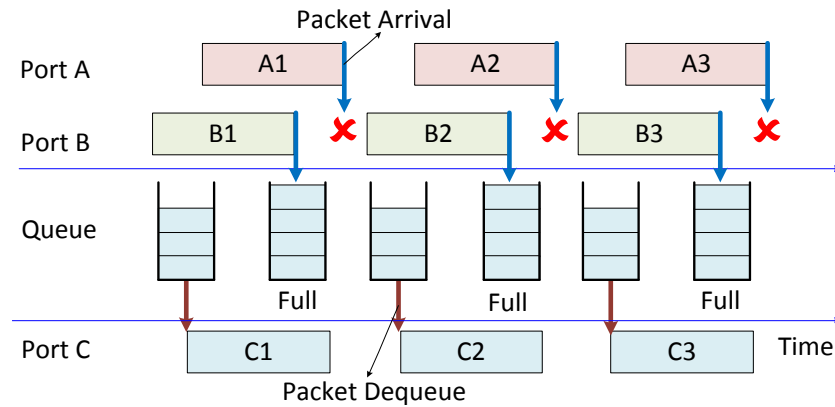 Packet Arrival
Port A
A1
A2
A3
Port B
B1
B2
B3
Queue
Full
Full
Full
Port C
C1
C2
C3
Time
Packet Dequeue